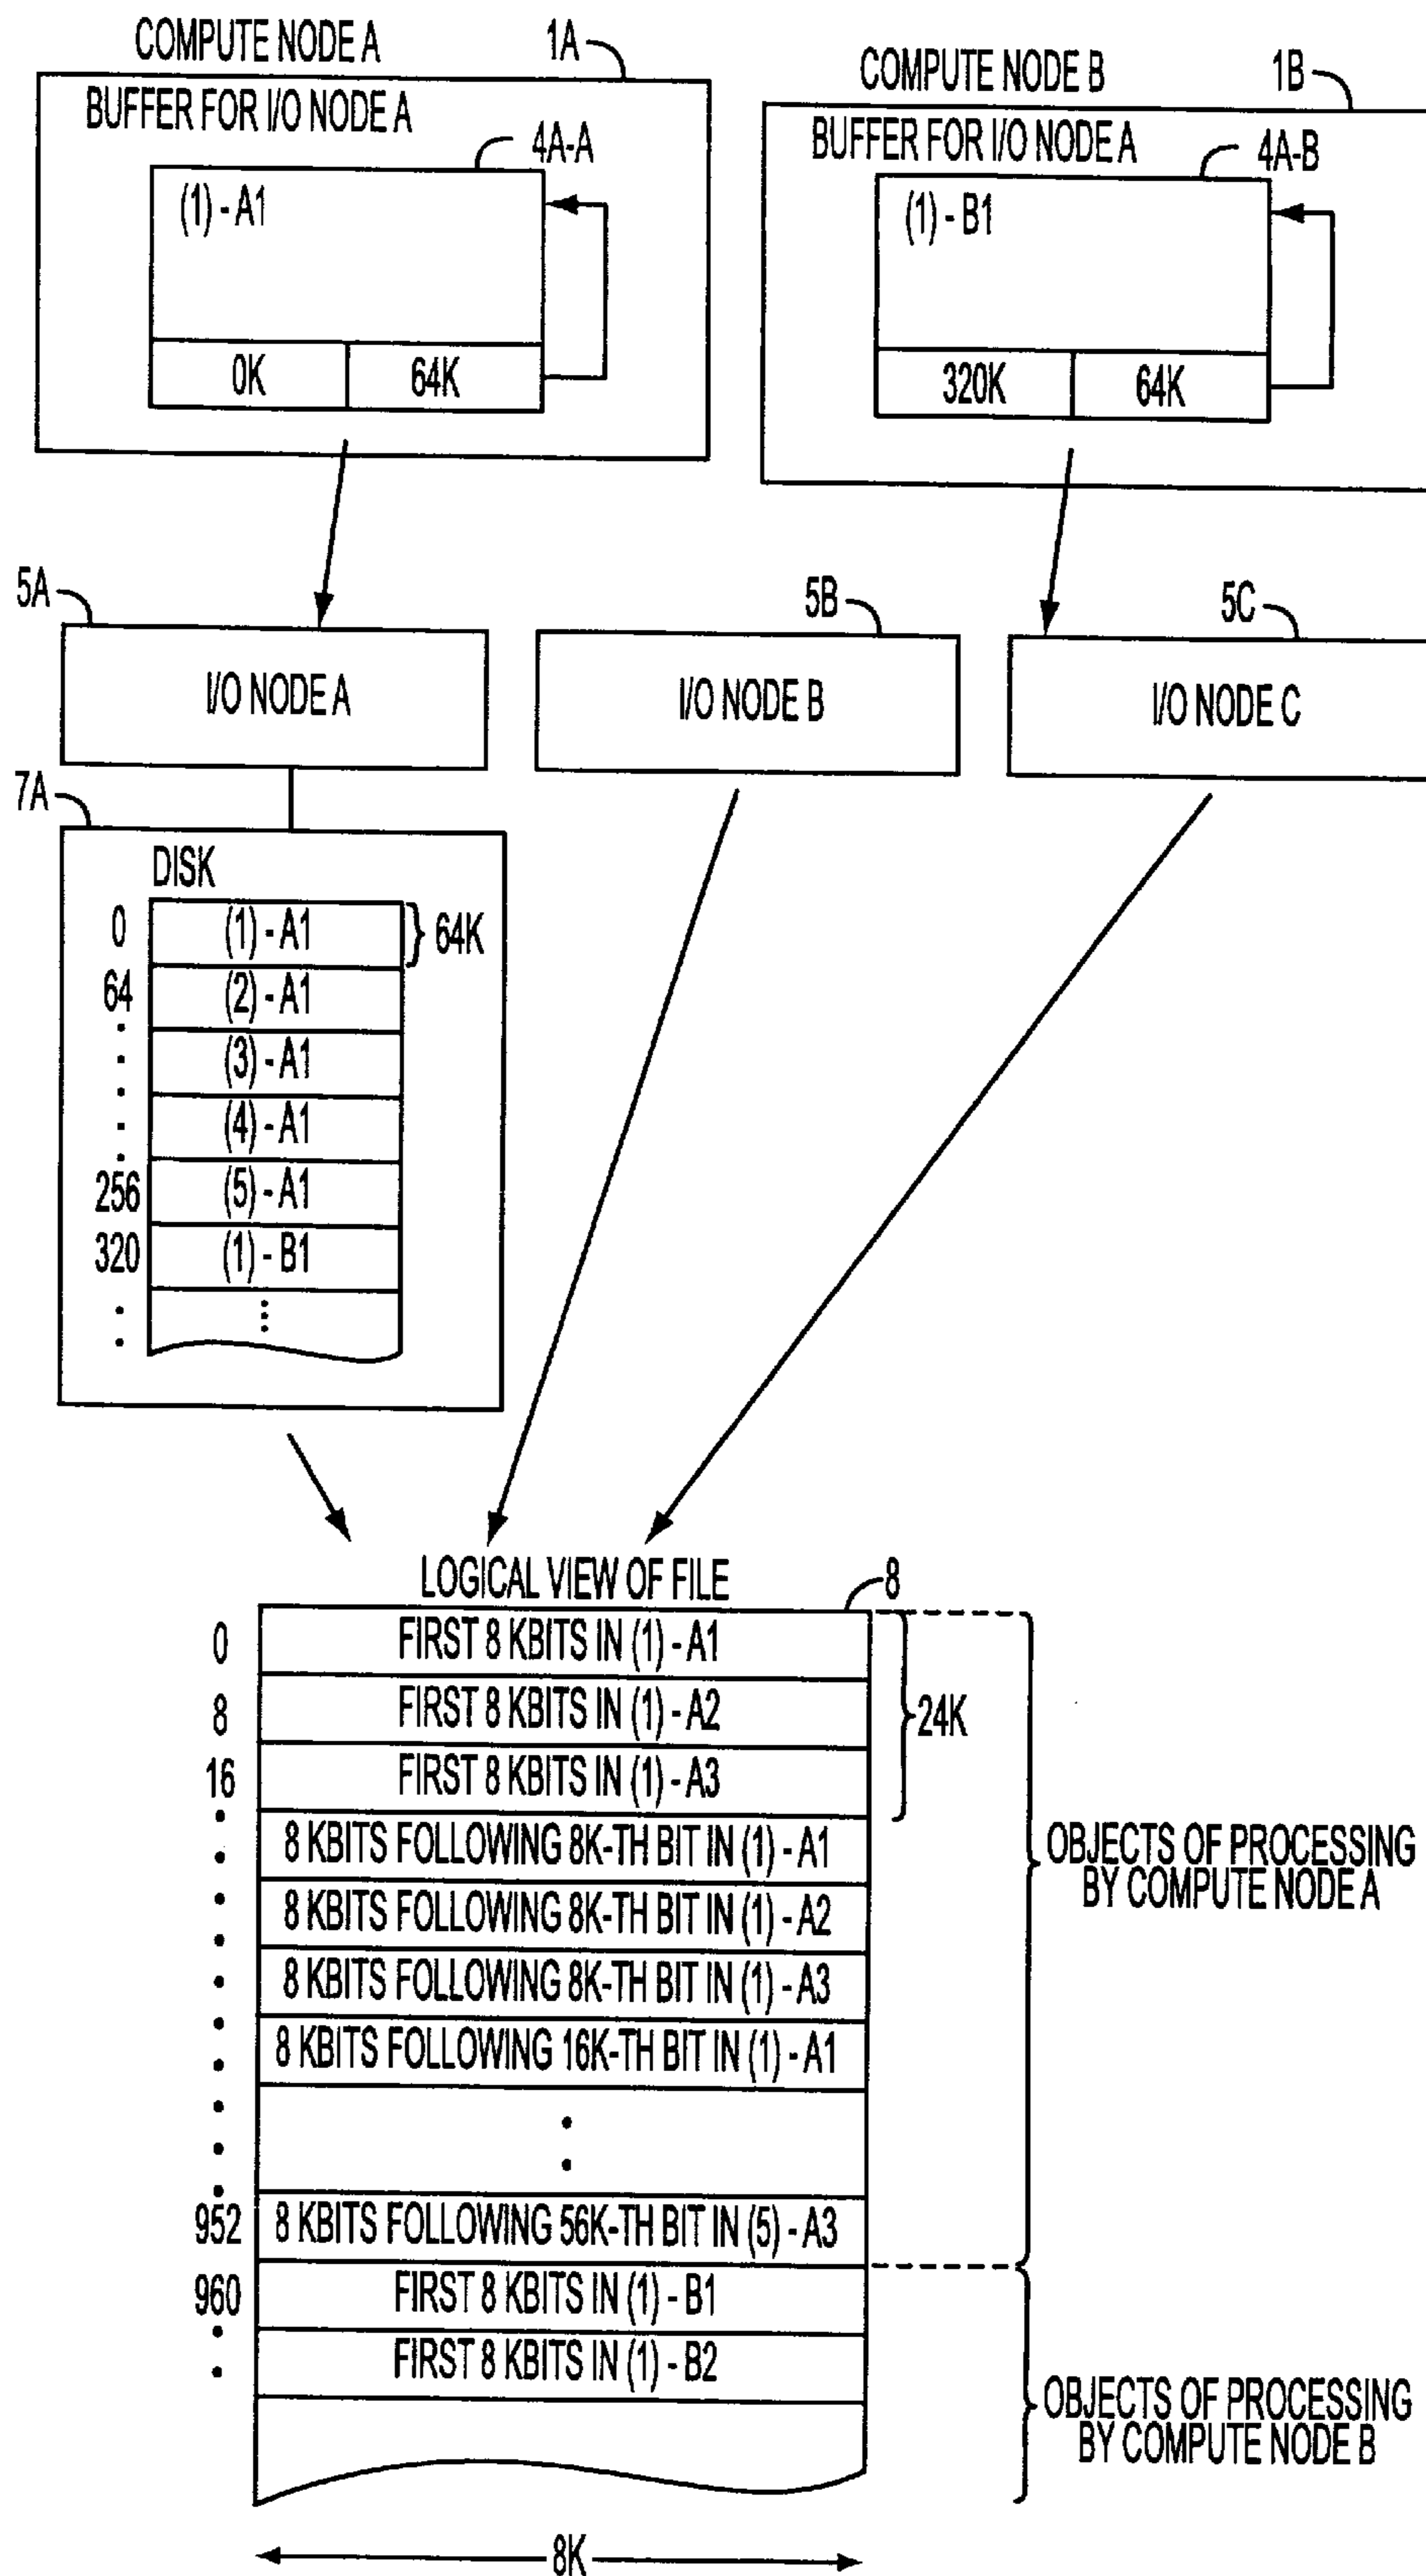 COMPUTE NODE A
1A
BUFFER FOR I/O NODE A
4A-A
(1) - A1
0K
64K
COMPUTE NODE B
1B
BUFFER FOR I/O NODE A
4A-B
(1) - B1
320K
64K
5A
I/O NODE A
5B
I/O NODE B
5C
I/O NODE C
7A
DISK
0
(1) - A1
64K
64
(2) - A1
(3) - A1
(4) - A1
256
(5) - A1
320
(1) - B1
LOGICAL VIEW OF FILE
8
0
FIRST 8 KBITS IN (1) - A1
8
FIRST 8 KBITS IN (1) - A2
24K
16
FIRST 8 KBITS IN (1) - A3
8 KBITS FOLLOWING 8K-TH BIT IN (1) - A1
OBJECTS OF PROCESSING
BY COMPUTE NODE A
8 KBITS FOLLOWING 8K-TH BIT IN (1) - A2
8 KBITS FOLLOWING 8K-TH BIT IN (1) - A3
8 KBITS FOLLOWING 16K-TH BIT IN (1) - A1
952
8 KBITS FOLLOWING 56K-TH BIT IN (5) - A3
960
FIRST 8 KBITS IN (1) - B1
FIRST 8 KBITS IN (1) - B2
OBJECTS OF PROCESSING
BY COMPUTE NODE B
8K